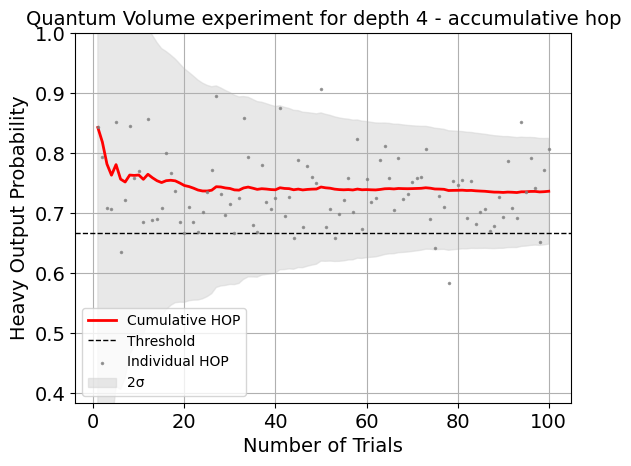 Quantum Volume experiment for depth 4 - accumulative hop
1.0
0.9
0.8
0.7
0.6
0.5
0.4
Heavy Output Probability
Cumulative HOP
Threshold
Individual HOP
2σ
0 20 40 60 80 100
Number of Trials